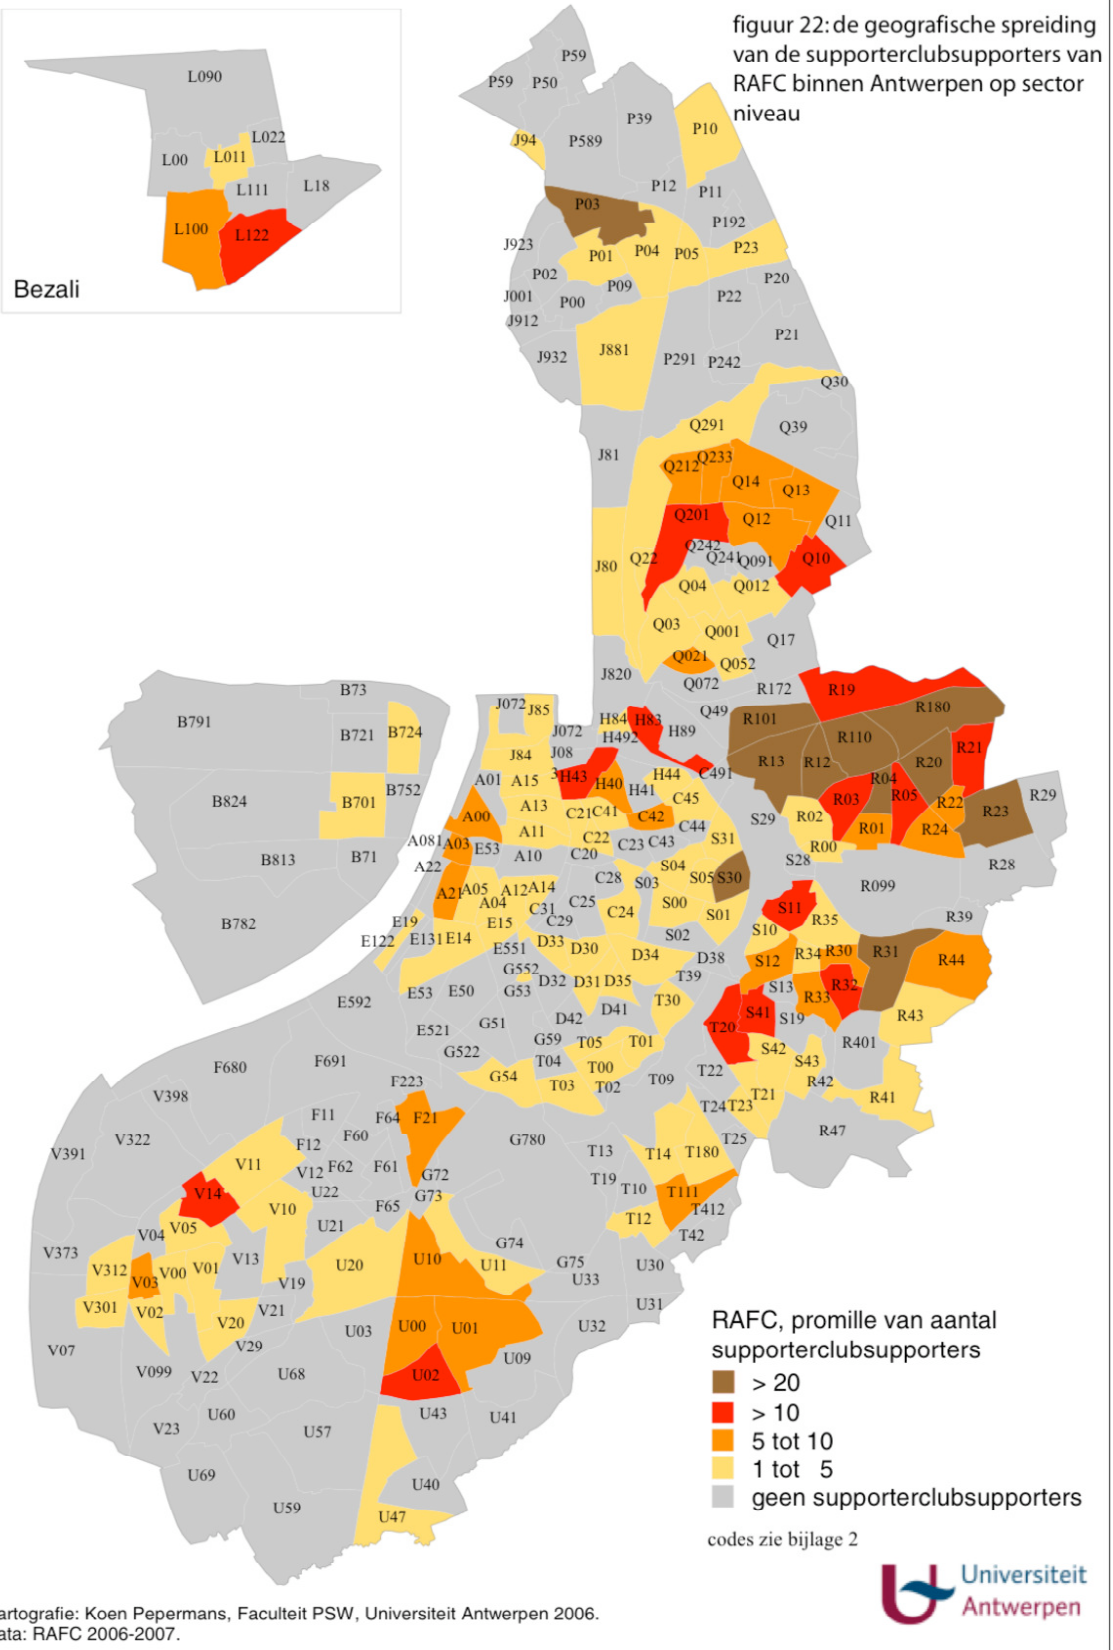 figuur 22: de geografische spreiding
van de supporterclubsupporters van
RAFC binnen Antwerpen op sector
niveau
L090
L022
L00
L011
L111
L18
L100
L122
Bezali
P59
P59
P50
P39
P10
J94
P589
P12
P11
P03
P192
J923
P01
P04
P05
P23
P02
P09
P20
J001
P00
P22
J912
P21
J932
J881
P291
P242
Q30
Q291
Q39
J81
Q233
Q212
Q14
Q13
Q201
Q12
Q11
Q242
Q241
Q091
Q10
J80
Q22
Q04
Q012
Q03
Q001
Q17
Q021
Q052
J820
Q072
R172
R19
B73
B791
B721
B724
B752
B824
B701
B813
B71
B782
J072
J85
J072
H84
H83
H492
H89
Q49
R101
R180
J84
J08
3
H43
H40
H44
H41
C491
R13
R12
R110
R20
R21
R04
R03
R05
R22
R23
R29
A01
A15
A13
C45
A00
C21
C41
C42
C44
S29
R02
R01
R24
A081
A03
E53
A11
C22
C23
C43
S31
R00
A22
A10
C20
S28
R28
S04
A21
A05
A12
A14
C28
S03
S05
S30
R099
A04
C31
C25
C24
S00
S01
S11
R35
R39
E19
E15
C29
S10
E122
E131
E14
E551
D33
D30
S02
D34
D38
S12
R34
R30
R31
R44
G552
E53
E50
G53
D32
D31
D35
T39
S13
R33
R32
E592
T30
R43
E521
G51
D42
D41
T20
S41
S19
G522
G59
T05
T01
S42
R401
T04
T00
S43
G54
T03
T02
T09
T22
R42
R41
F680
F691
F223
V398
T24
T23
T21
F11
F64
F21
V322
F60
G780
T25
R47
V391
F12
T13
T14
T180
V11
V12
F62
F61
G72
V14
U22
T19
T10
T111
V10
F65
G73
T412
V05
U21
T12
V04
T42
V373
G74
V13
U20
U10
U11
G75
U30
V312
V03
V00
V01
V19
U33
V301
V02
V21
U31
V20
U03
U00
U01
U32
V29
V07
U09
V099
V22
U68
U02
U60
U43
U41
V23
U57
U69
U40
U59
U47
RAFC, promille van aantal
supporterclubsupporters
> 20
> 10
5 tot 10
1 tot 5
geen supporterclubsupporters
codes zie bijlage 2
Universiteit
Antwerpen
artografie: Koen Pepermans, Faculteit PSW, Universiteit Antwerpen 2006.
ata: RAFC 2006-2007.